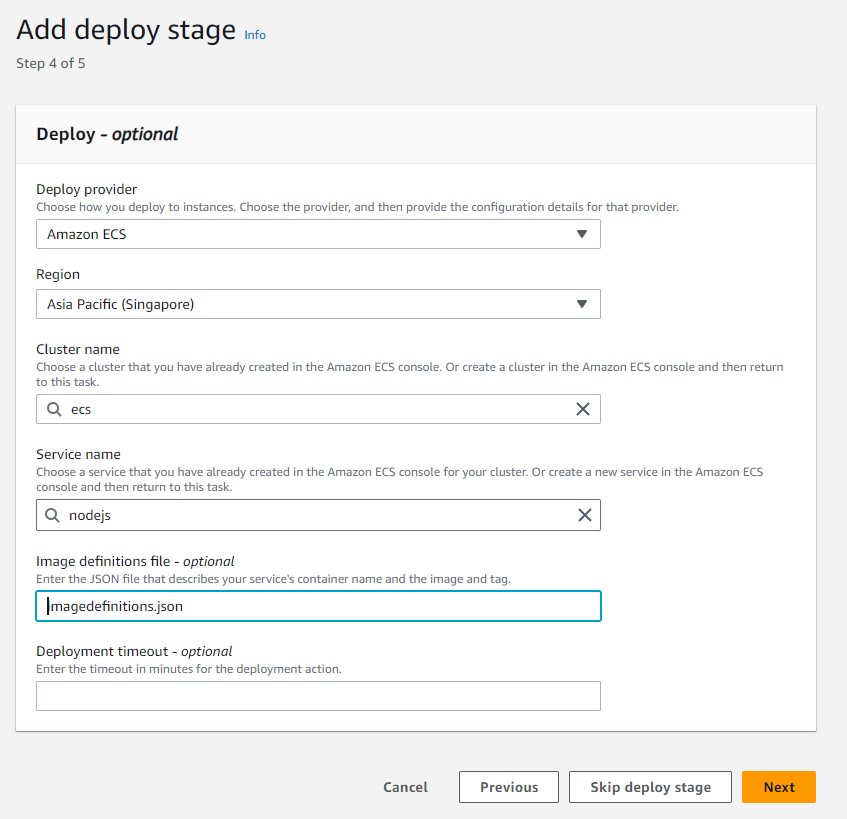 Add deploy stage Info
Step 4 of 5
Deploy - optional
Deploy provider
Choose how you deploy to instances. Choose the provider, and then provide the configuration details for that provider.
Amazon ECS
Region
Asia Pacific (Singapore)
Cluster name
Choose a cluster that you have already created in the Amazon ECS console. Or create a cluster in the Amazon ECS console and then return
to this task.
ecs
Service name
Choose a service that you have already created in the Amazon ECS console for your cluster. Or create a new service in the Amazon ECS
console and then return to this task.
nodejs
Image definitions file - optional
Enter the JSON file that describes your service's container name and the image and tag.
imagedefinitions.json
Deployment timeout - optional
Enter the timeout in minutes for the deployment action.
Cancel Previous Skip deploy stage Next